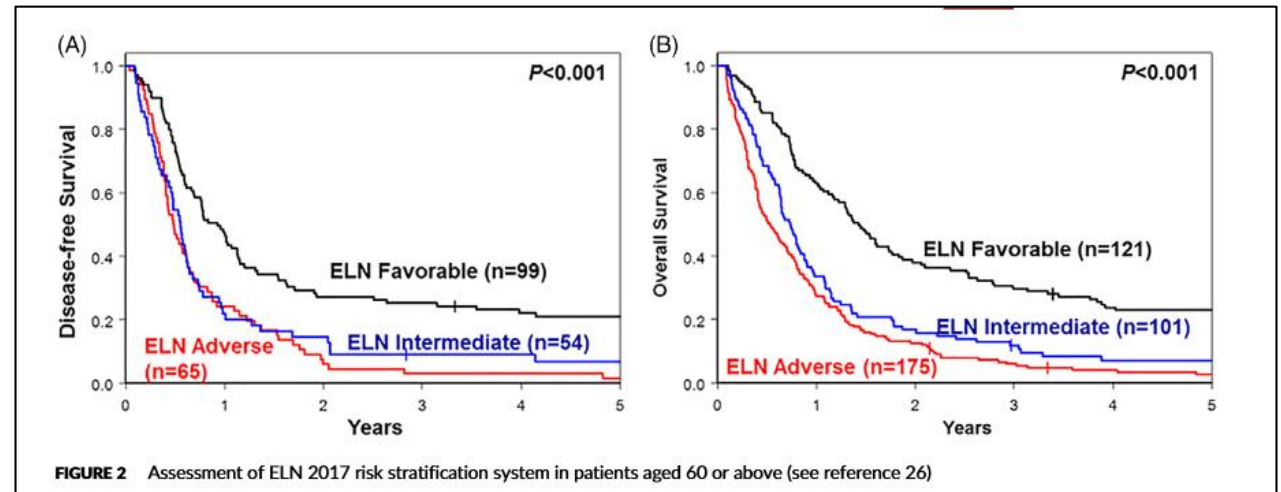 (A)
P<0.001
1.0
0.8
0.6
0.4
0.2
0.0
Disease-free Survival
ELN Favorable (n=99)
ELN Intermediate (n=54)
ELN Adverse
(n=65)
0 1 2 3 4 5
Years
(B)
P<0.001
1.0
0.8
0.6
0.4
0.2
0.0
Overall Survival
ELN Favorable (n=121)
ELN Intermediate (n=101)
ELN Adverse (n=175)
0 1 2 3 4 5
Years
FIGURE 2 Assessment of ELN 2017 risk stratification system in patients aged 60 or above (see reference 26)